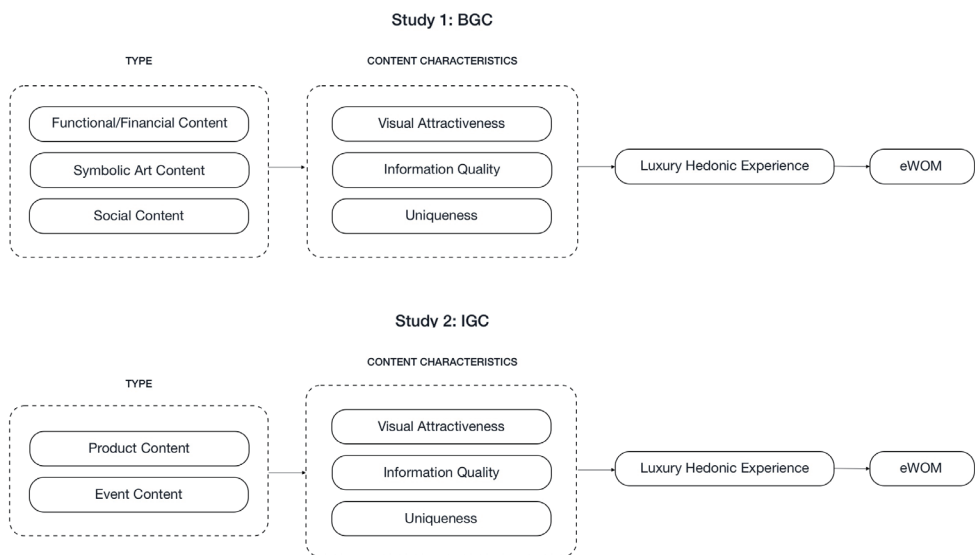 Study 1: BGC
TYPE
CONTENT CHARACTERISTICS
Functional/Financial Content
Symbolic Art Content
Social Content
Visual Attractiveness
Information Quality
Uniqueness
Luxury Hedonic Experience
eWOM
Study 2: IGC
TYPE
CONTENT CHARACTERISTICS
Product Content
Event Content
Visual Attractiveness
Information Quality
Uniqueness
Luxury Hedonic Experience
eWOM